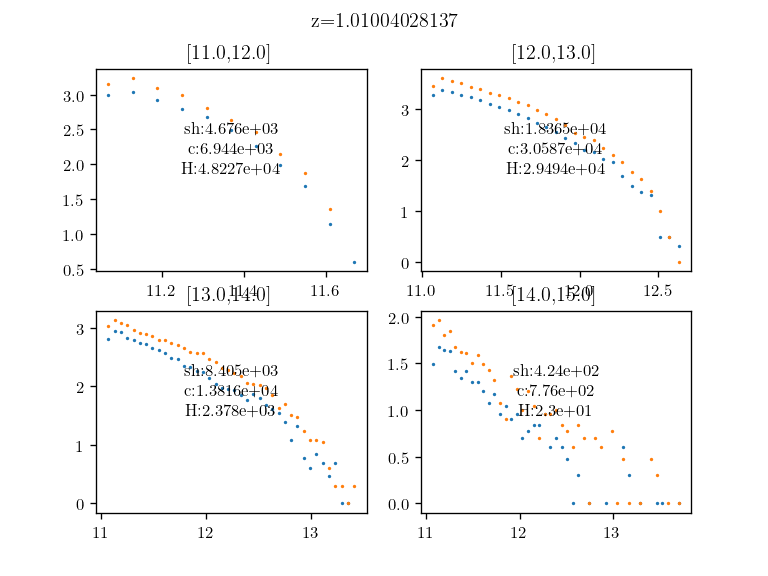 z=1.01004028137
[11.0,12.0]
3.0
2.5
2.0
1.5
1.0
0.5
sh:4.676e+03
c:6.944e+03
H:4.8227e+04
11.2
11.4
11.6
[12.0,13.0]
3
2
1
0
sh:1.8365e+04
c:3.0587e+04
H:2.9494e+04
11.0
11.5
12.0
12.5
[13.0,14.0]
3
2
1
0
sh:8.405e+03
c:1.3816e+04
H:2.378e+03
11
12
13
[14.0,15.0]
2.0
1.5
1.0
0.5
0.0
sh:4.24e+02
c:7.76e+02
H:2.3e+01
11
12
13